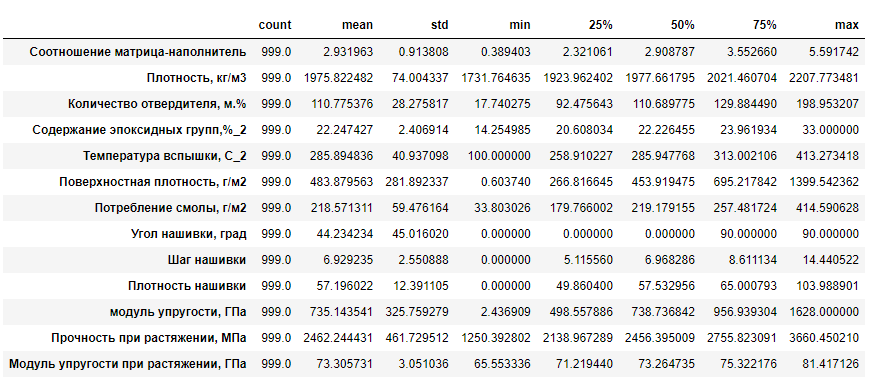 count mean std min 25% 50% 75% max
Соотношение матрица-наполнитель 999.0 2.931963 0.913808 0.389403 2.321061 2.908787 3.552660 5.591742
Плотность, кг/м3 999.0 1975.822482 74.004337 1731.764635 1923.962402 1977.661795 2021.460704 2207.773481
Количество отвердителя, м.% 999.0 110.775376 28.275817 17.740275 92.475643 110.689775 129.884490 198.953207
Содержание эпоксидных групп,%_2 999.0 22.247427 2.406914 14.254985 20.608034 22.226455 23.961934 33.000000
Температура вспышки, С_2 999.0 285.894836 40.937098 100.000000 258.910227 285.947768 313.002106 413.273418
Поверхностная плотность, г/м2 999.0 483.879563 281.892337 0.603740 266.816645 453.919475 695.217842 1399.542362
Потребление смолы, г/м2 999.0 218.571311 59.476164 33.803026 179.766002 219.179155 257.481724 414.590628
Угол нашивки, град 999.0 44.234234 45.016020 0.000000 0.000000 0.000000 90.000000 90.000000
Шаг нашивки 999.0 6.929235 2.550889 0.000000 5.115560 6.968286 8.611134 14.440522
Плотность нашивки 999.0 57.196022 12.391105 0.000000 49.860400 57.532956 65.000793 103.988901
модуль упругости, ГПа 999.0 735.143541 325.759279 2.436909 498.557886 738.736842 956.939304 1628.000000
Прочность при растяжении, МПа 999.0 2462.244431 461.729512 1250.392802 2138.967289 2456.395009 2755.823091 3660.450210
Модуль упругости при растяжении, ГПа 999.0 73.305731 3.051036 65.553336 71.219440 73.264735 75.322176 81.417126